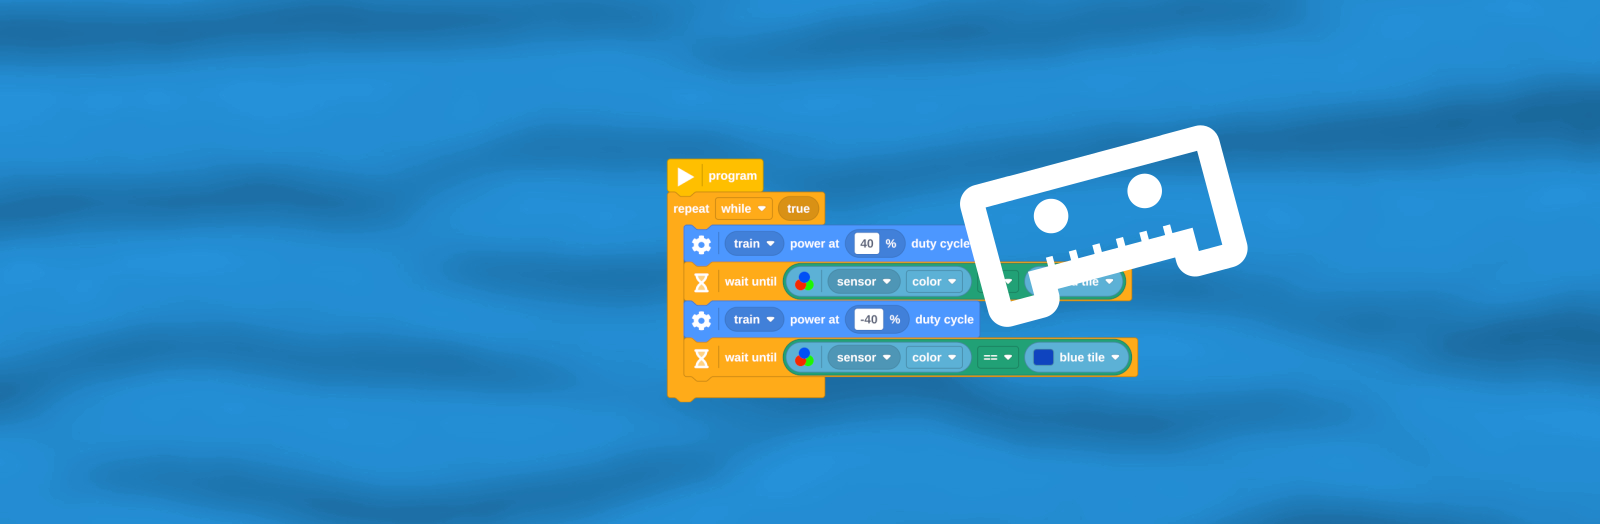 program
repeat while true
train power at 40 % duty cycle
wait until sensor color tile
train power at -40 % duty cycle
wait until sensor color == blue tile